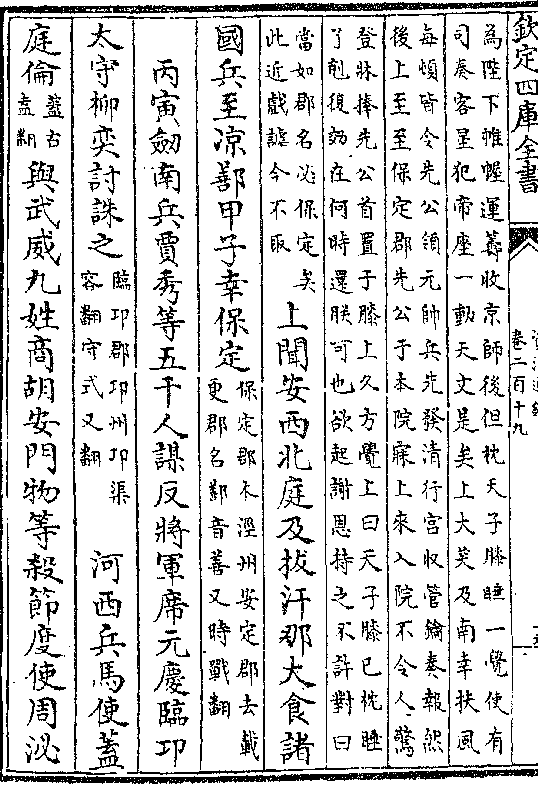 欽定四庫全書
卷二百十九
為陛下帷幄運籌收京師後但枕天子膝睡一覺使有
司奏客星犯帝座一動天文是矣上大笑及南幸扶風
每頓皆令先公領元帥兵先發清行宫收管鑰奏報然
後上至至保定郡先公于本院寐上來入院不令人驚
登牀捧先公首置于膝上久方覺上曰天子膝已枕睡
了尅復効在何時還朕可也欲起謝恩持之不許對曰
當如郡名必保定矣
此近戲謔今不取
上聞安西北庭及拔汗那大食諸
國兵至凉鄯甲子幸保定
保定郡本涇州安定郡去載
更郡名鄯音善又時戰翻
丙寅劔南兵賈秀等五千人謀反將軍席元慶臨卭
太守柳奕討誅之
臨卭郡卭州卭渠
容翻守式又翻
河西兵馬使蓋
庭倫
蓋古
盍翻
與武威九姓商胡安門物等殺節度使周泌